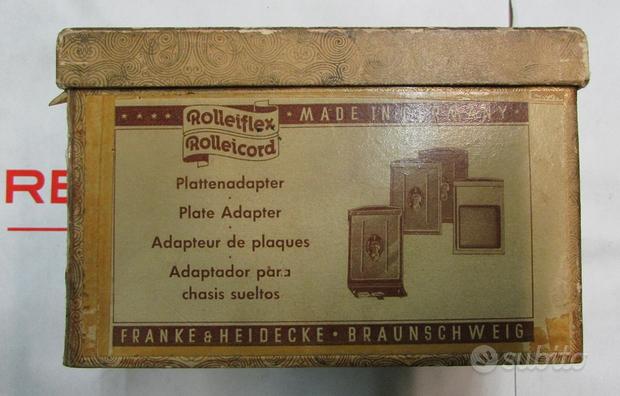 Rolleiflex
Rolleicord
• MADE IN GERMANY •
Plattenadapter
Plate Adapter
Adapteur de plaques
Adaptador para
chasis sueltos
FRANKE & HEIDECKE • BRAUNSCHWEIG
RE
subito